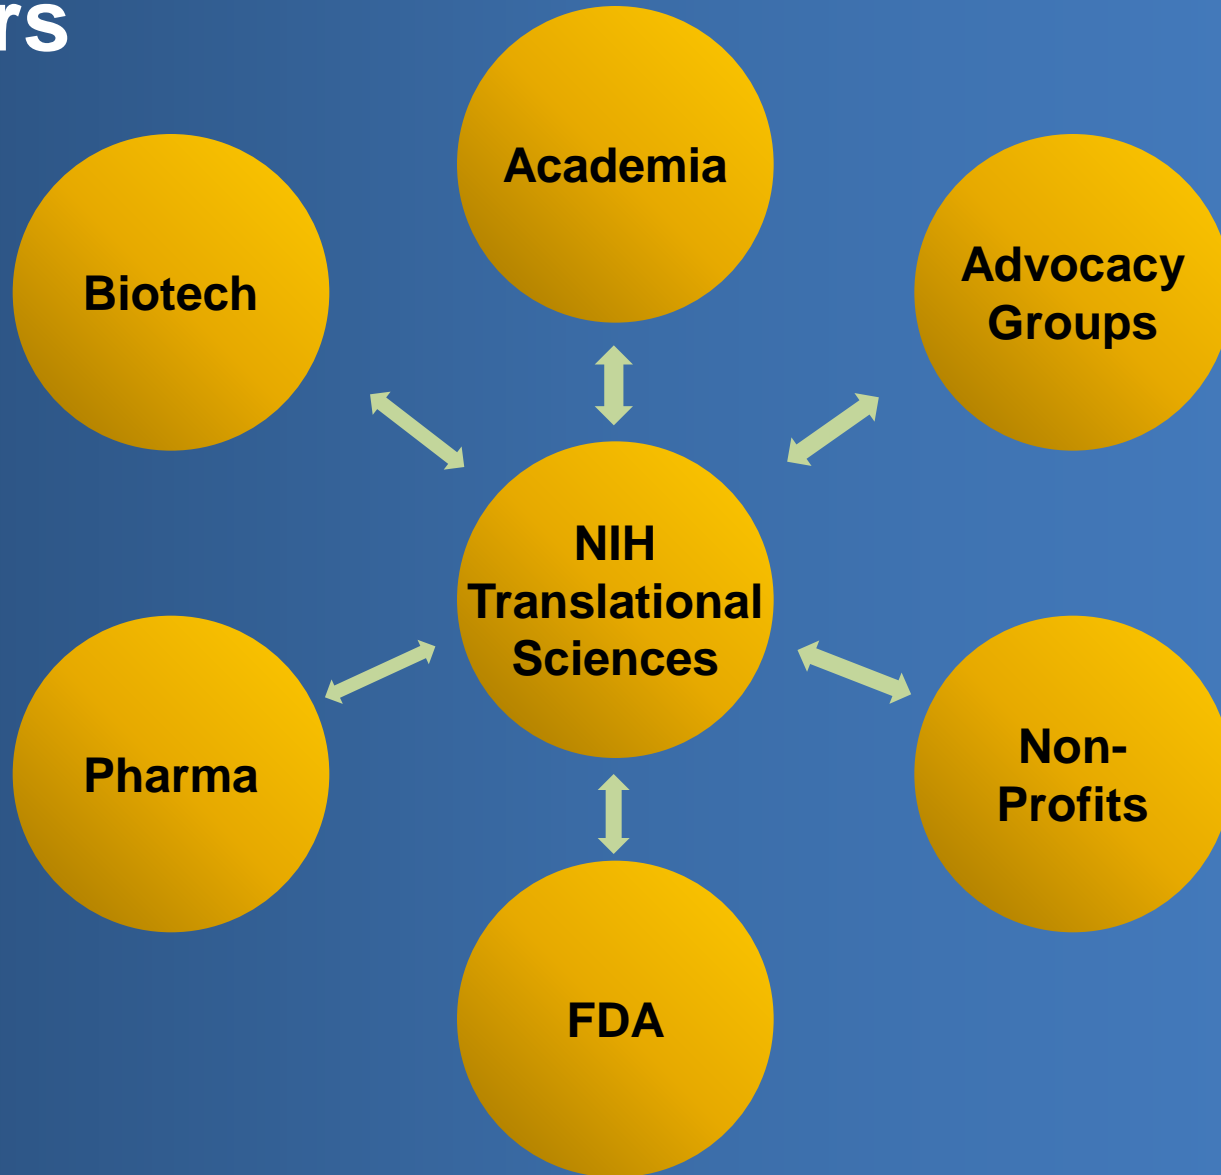 rs
Academia
Biotech
Advocacy
Groups
NIH
Translational
Sciences
Pharma
Non-
Profits
FDA